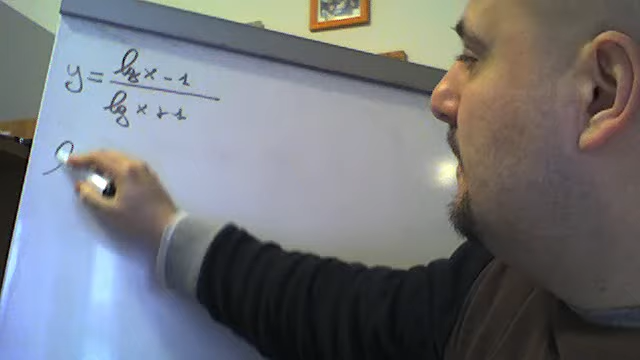 y = lg x - 1
lg x + 1